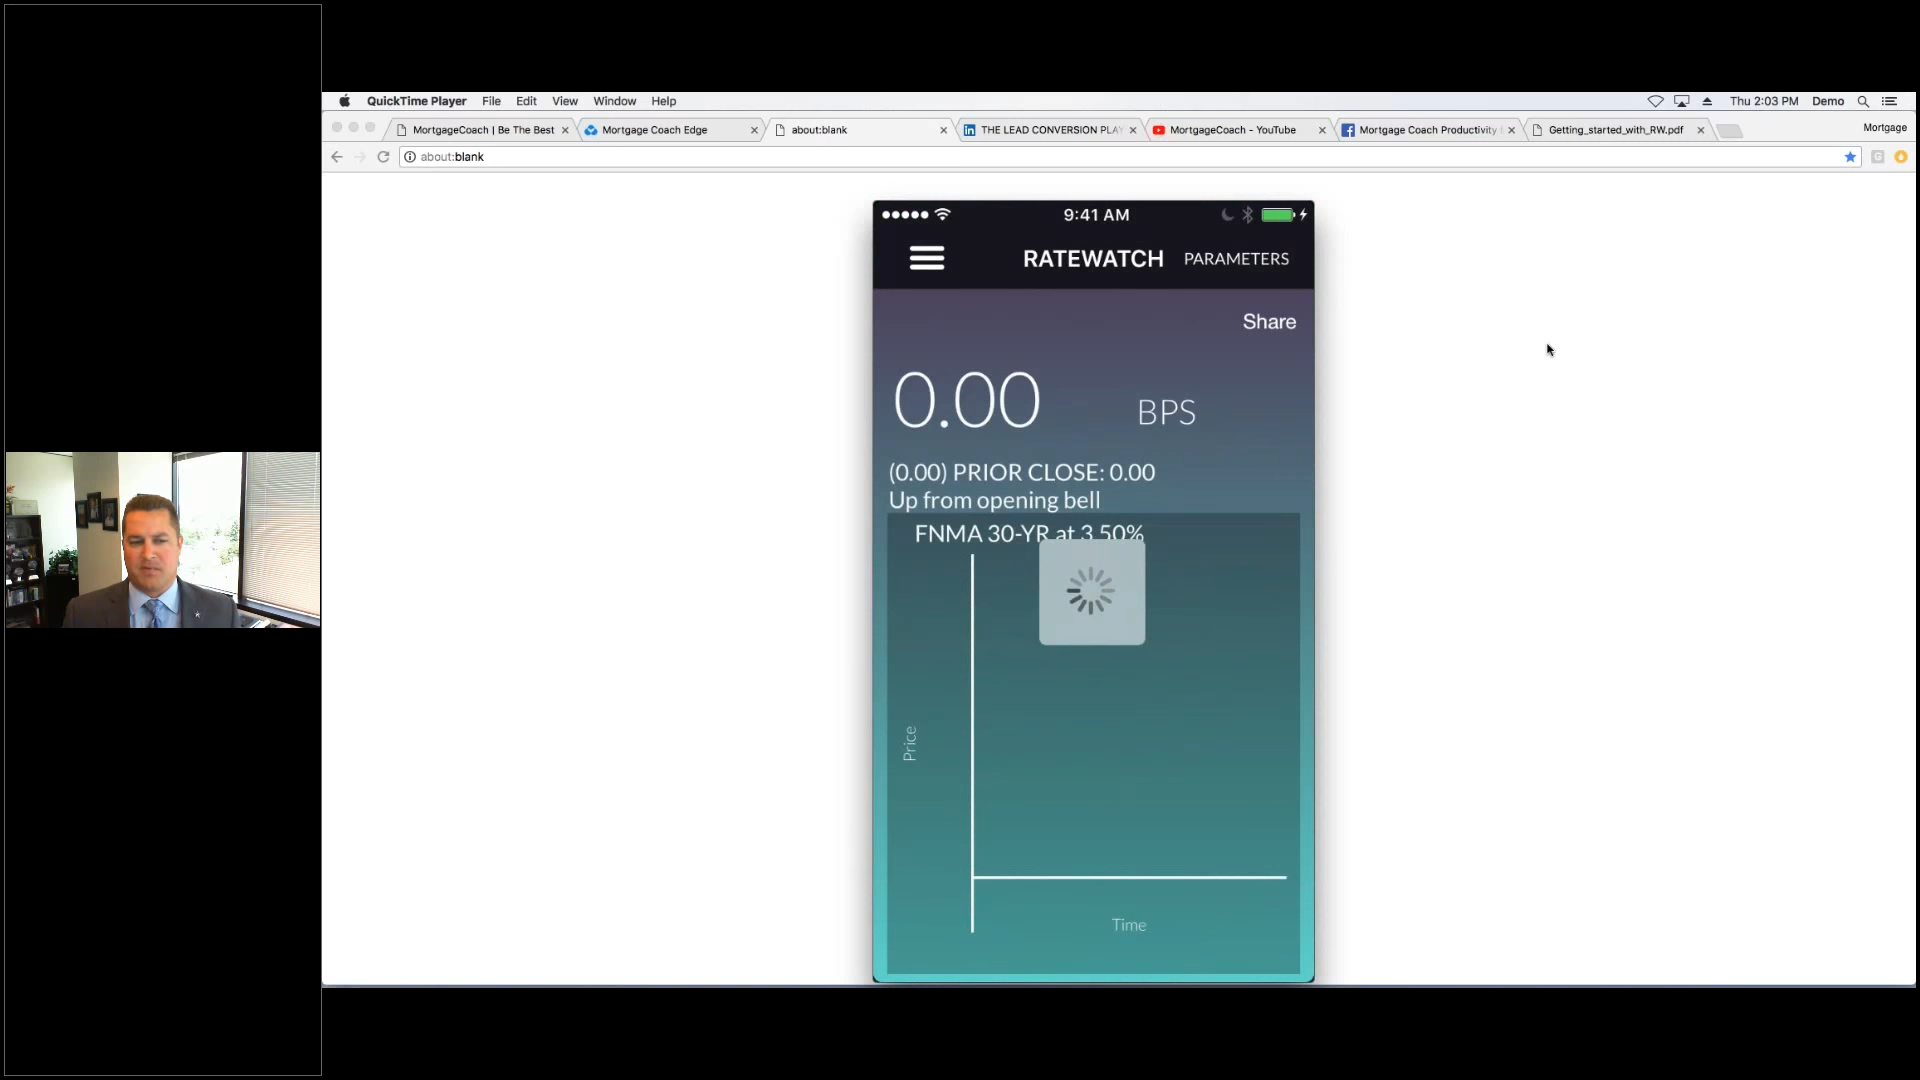 QuickTime Player File Edit View Window Help Thu 2:03 PM Demo
MortgageCoach | Be The Best Mortgage Coach Edge about:blank THE LEAD CONVERSION PLA MortgageCoach - YouTube Mortgage Coach Productivity Getting_started_with_RW.pdf Mortgage
about:blank
9:41 AM
RATEWATCH PARAMETERS
Share
0.00 BPS
(0.00) PRIOR CLOSE: 0.00
Up from opening bell
FNMA 30-YR at 3.50%
Price
Time